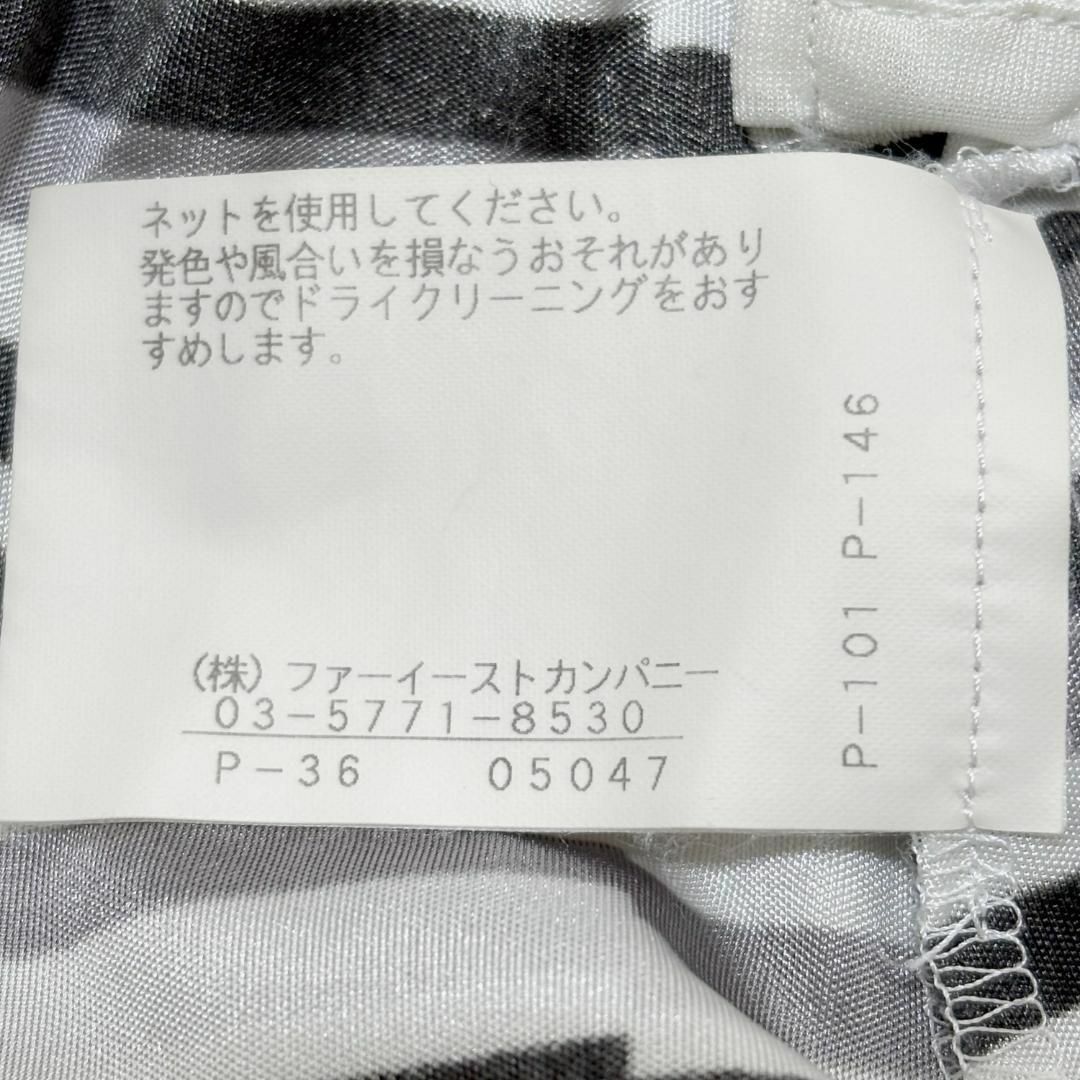 ネットを使用してください。
発色や風合いを損なうおそれがあり
ますのでドライクリーニングをおす
すめします。
(株)ファーイーストカンパニー
03-5771-8530
P-36 05047
P-101 P-146